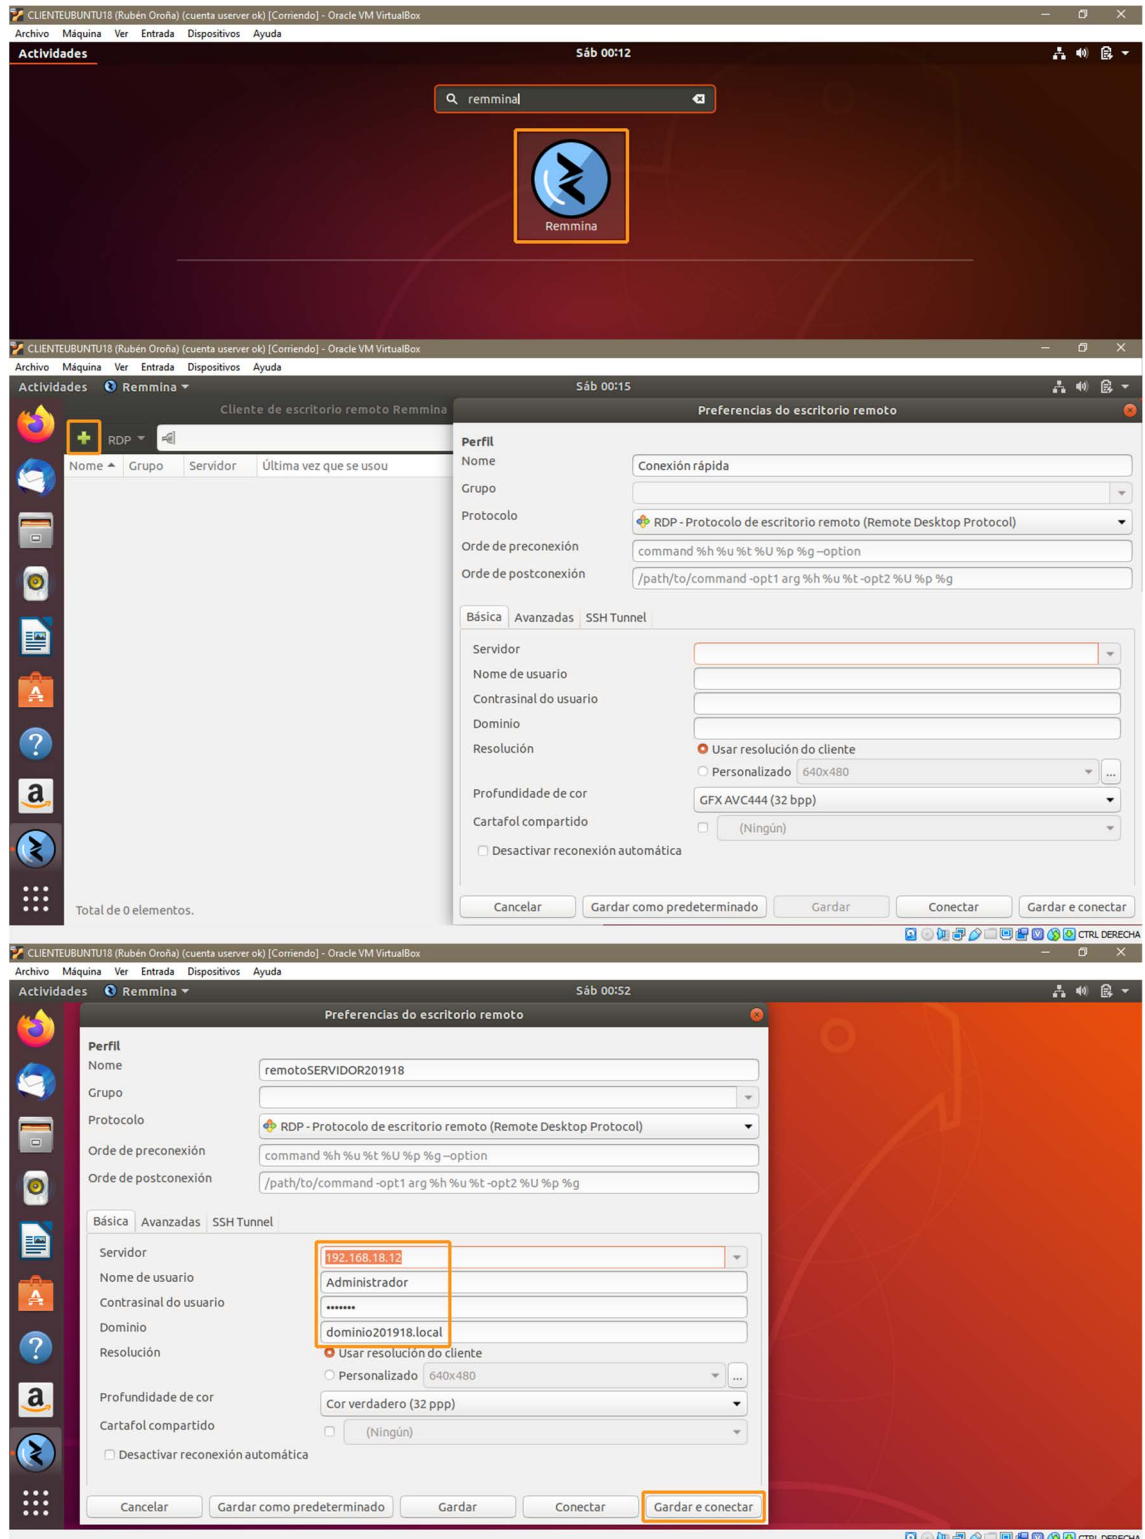 CLIENTEUBUNTU18 (Rubén Oroña) (cuenta userver ok) [Corriendo] - Oracle VM VirtualBox
Archivo Máquina Ver Entrada Dispositivos Ayuda
Actividades Sáb 00:12
remmina
Remmina
CLIENTEUBUNTU18 (Rubén Oroña) (cuenta userver ok) [Corriendo] - Oracle VM VirtualBox
Archivo Máquina Ver Entrada Dispositivos Ayuda
Actividades Remmina Sáb 00:15
Cliente de escritorio remoto Remmina
RDP
Nome Grupo Servidor Última vez que se usou
Total de 0 elementos.
Preferencias do escritorio remoto
Perfil
Nome Conexión rápida
Grupo
Protocolo RDP - Protocolo de escritorio remoto (Remote Desktop Protocol)
Orde de preconexión command %h %u %t %U %p %g --option
Orde de postconexión /path/to/command -opt1 arg %h %u %t -opt2 %U %p %g
Básica Avanzadas SSH Tunnel
Servidor
Nome de usuario
Contrasinal do usuario
Dominio
Resolución Usar resolución do cliente
Personalizado 640x480 ...
Profundidade de cor GFX AVC444 (32 bpp)
Cartafol compartido (Ningún)
Desactivar reconexión automática
Cancelar Gardar como predeterminado Gardar Conectar Gardar e conectar
CTRL DERECHA
CLIENTEUBUNTU18 (Rubén Oroña) (cuenta userver ok) [Corriendo] - Oracle VM VirtualBox
Archivo Máquina Ver Entrada Dispositivos Ayuda
Actividades Remmina Sáb 00:52
Preferencias do escritorio remoto
Perfil
Nome remotoSERVIDOR201918
Grupo
Protocolo RDP - Protocolo de escritorio remoto (Remote Desktop Protocol)
Orde de preconexión command %h %u %t %U %p %g --option
Orde de postconexión /path/to/command -opt1 arg %h %u %t -opt2 %U %p %g
Básica Avanzadas SSH Tunnel
Servidor 192.168.18.12
Nome de usuario Administrador
Contrasinal do usuario •••••••
Dominio dominio201918.local
Resolución Usar resolución do cliente
Personalizado 640x480 ...
Profundidade de cor Cor verdadero (32 ppp)
Cartafol compartido (Ningún)
Desactivar reconexión automática
Cancelar Gardar como predeterminado Gardar Conectar Gardar e conectar
CTRL DERECHA